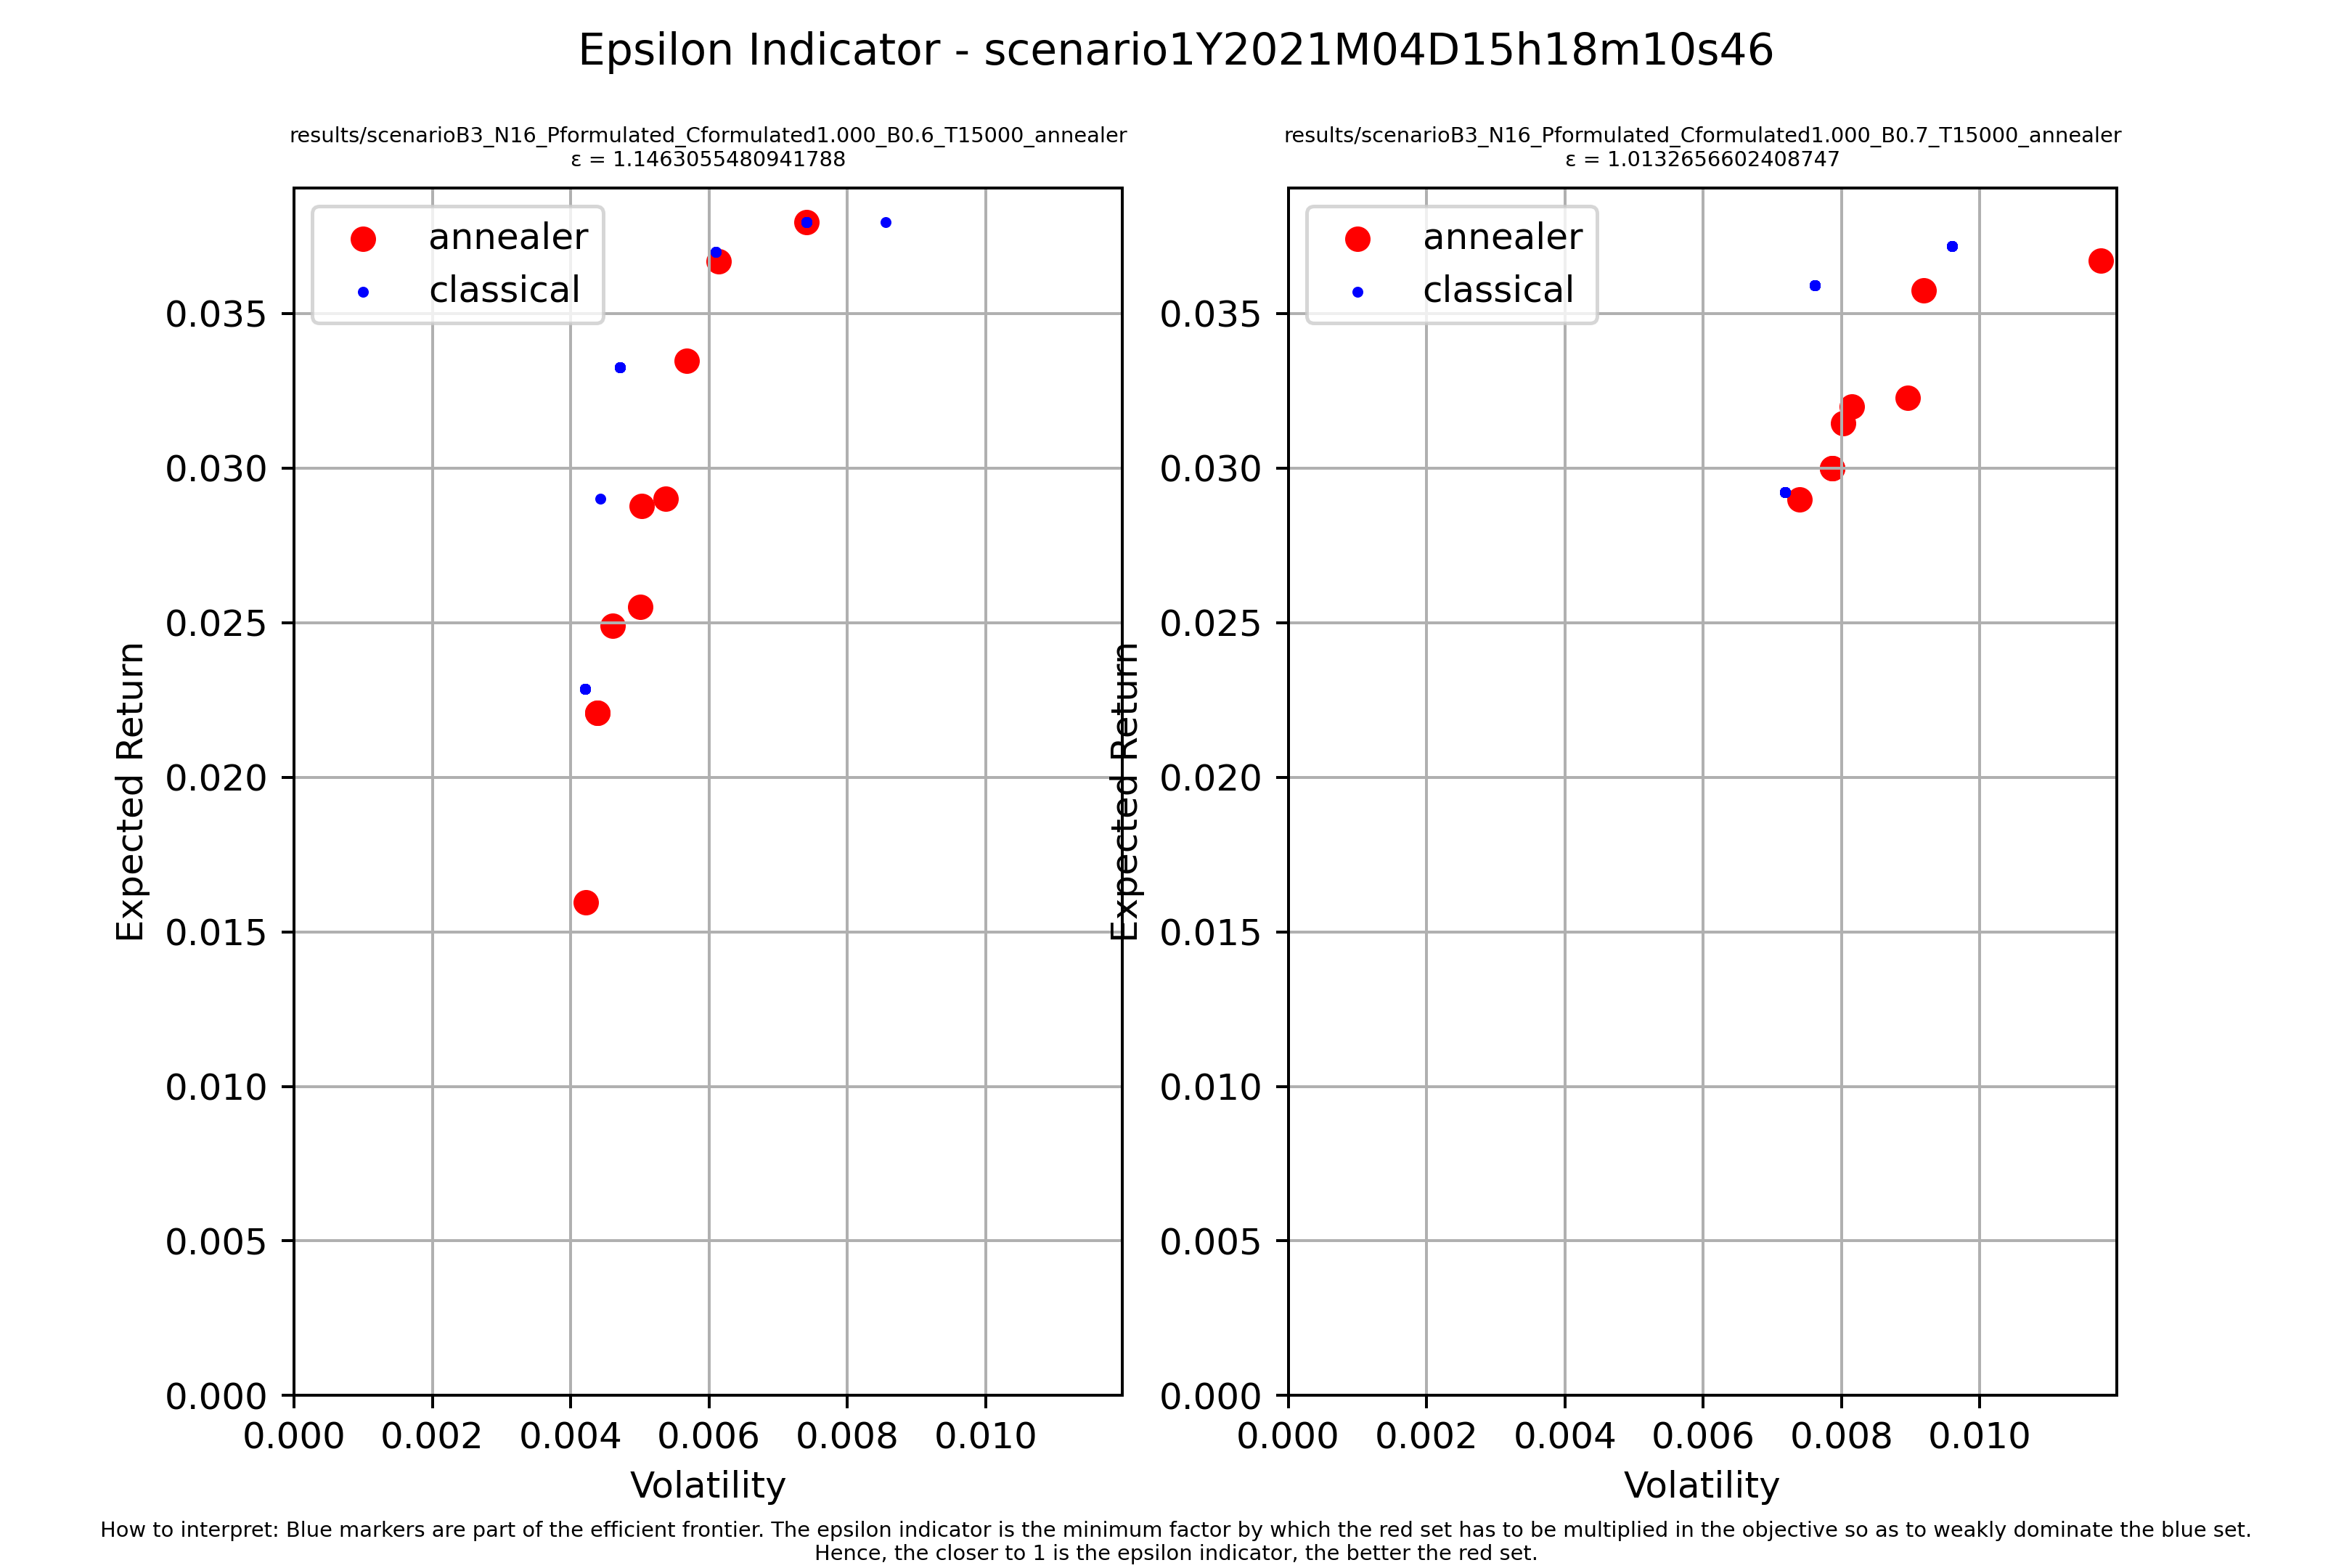 Epsilon Indicator - scenario1Y2021M04D15h18m10s46
results/scenarioB3_N16_Pformulated_Cformulated1.000_B0.6_T15000_annealer
ε = 1.1463055480941788
annealer
classical
0.035
0.030
0.025
0.020
0.015
0.010
0.005
0.000
Expected Return
0.000 0.002 0.004 0.006 0.008 0.010
Volatility
results/scenarioB3_N16_Pformulated_Cformulated1.000_B0.7_T15000_annealer
ε = 1.0132656602408747
annealer
classical
0.035
0.030
0.025
0.020
0.015
0.010
0.005
0.000
Expected Return
0.000 0.002 0.004 0.006 0.008 0.010
Volatility
How to interpret: Blue markers are part of the efficient frontier. The epsilon indicator is the minimum factor by which the red set has to be multiplied in the objective so as to weakly dominate the blue set.
Hence, the closer to 1 is the epsilon indicator, the better the red set.